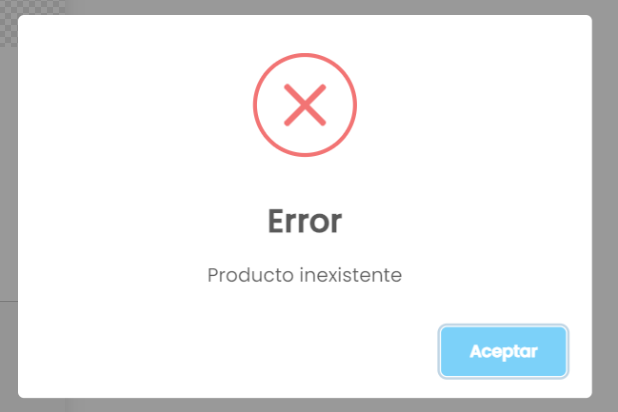 Error
Producto inexistente
Aceptar